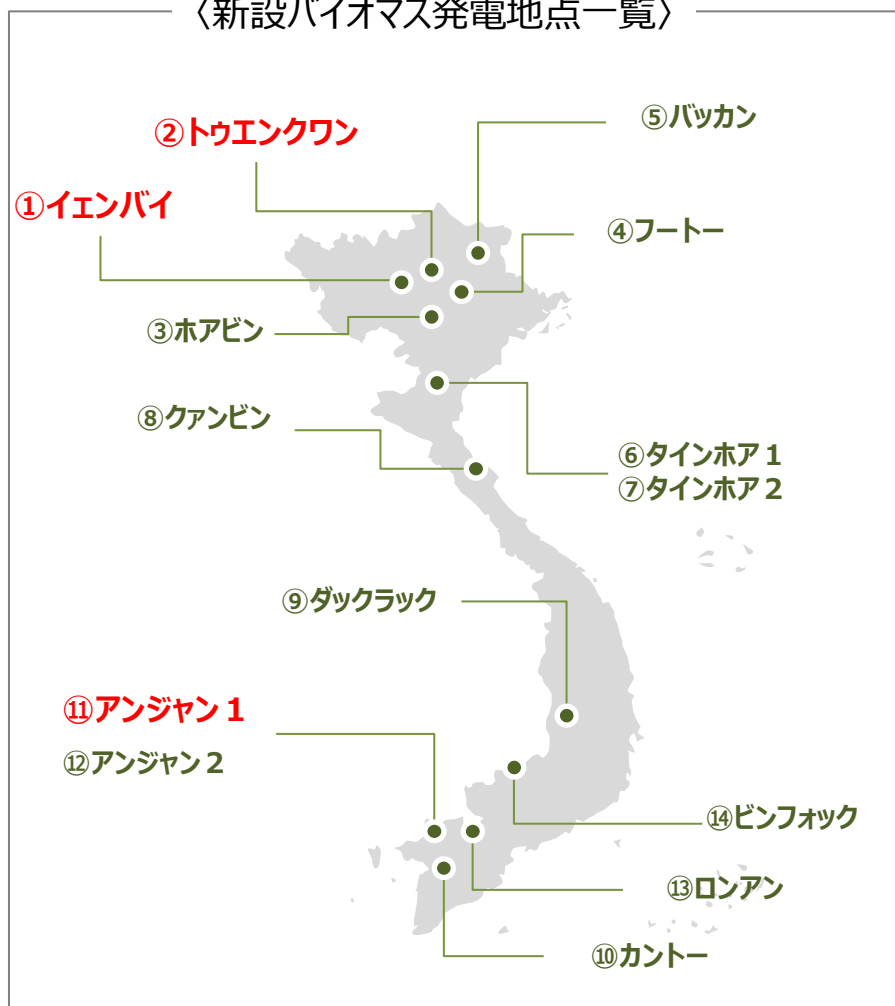 〈新設バイオマス発電地点一覧〉
②トゥエンクワン
⑤バッカン
①イェンバイ
④フートー
③ホアビン
⑧クァンビン
⑥タインホア１
⑦タインホア２
⑨ダックラック
⑪アンジャン１
⑫アンジャン２
⑭ビンフォック
⑬ロンアン
⑩カントー